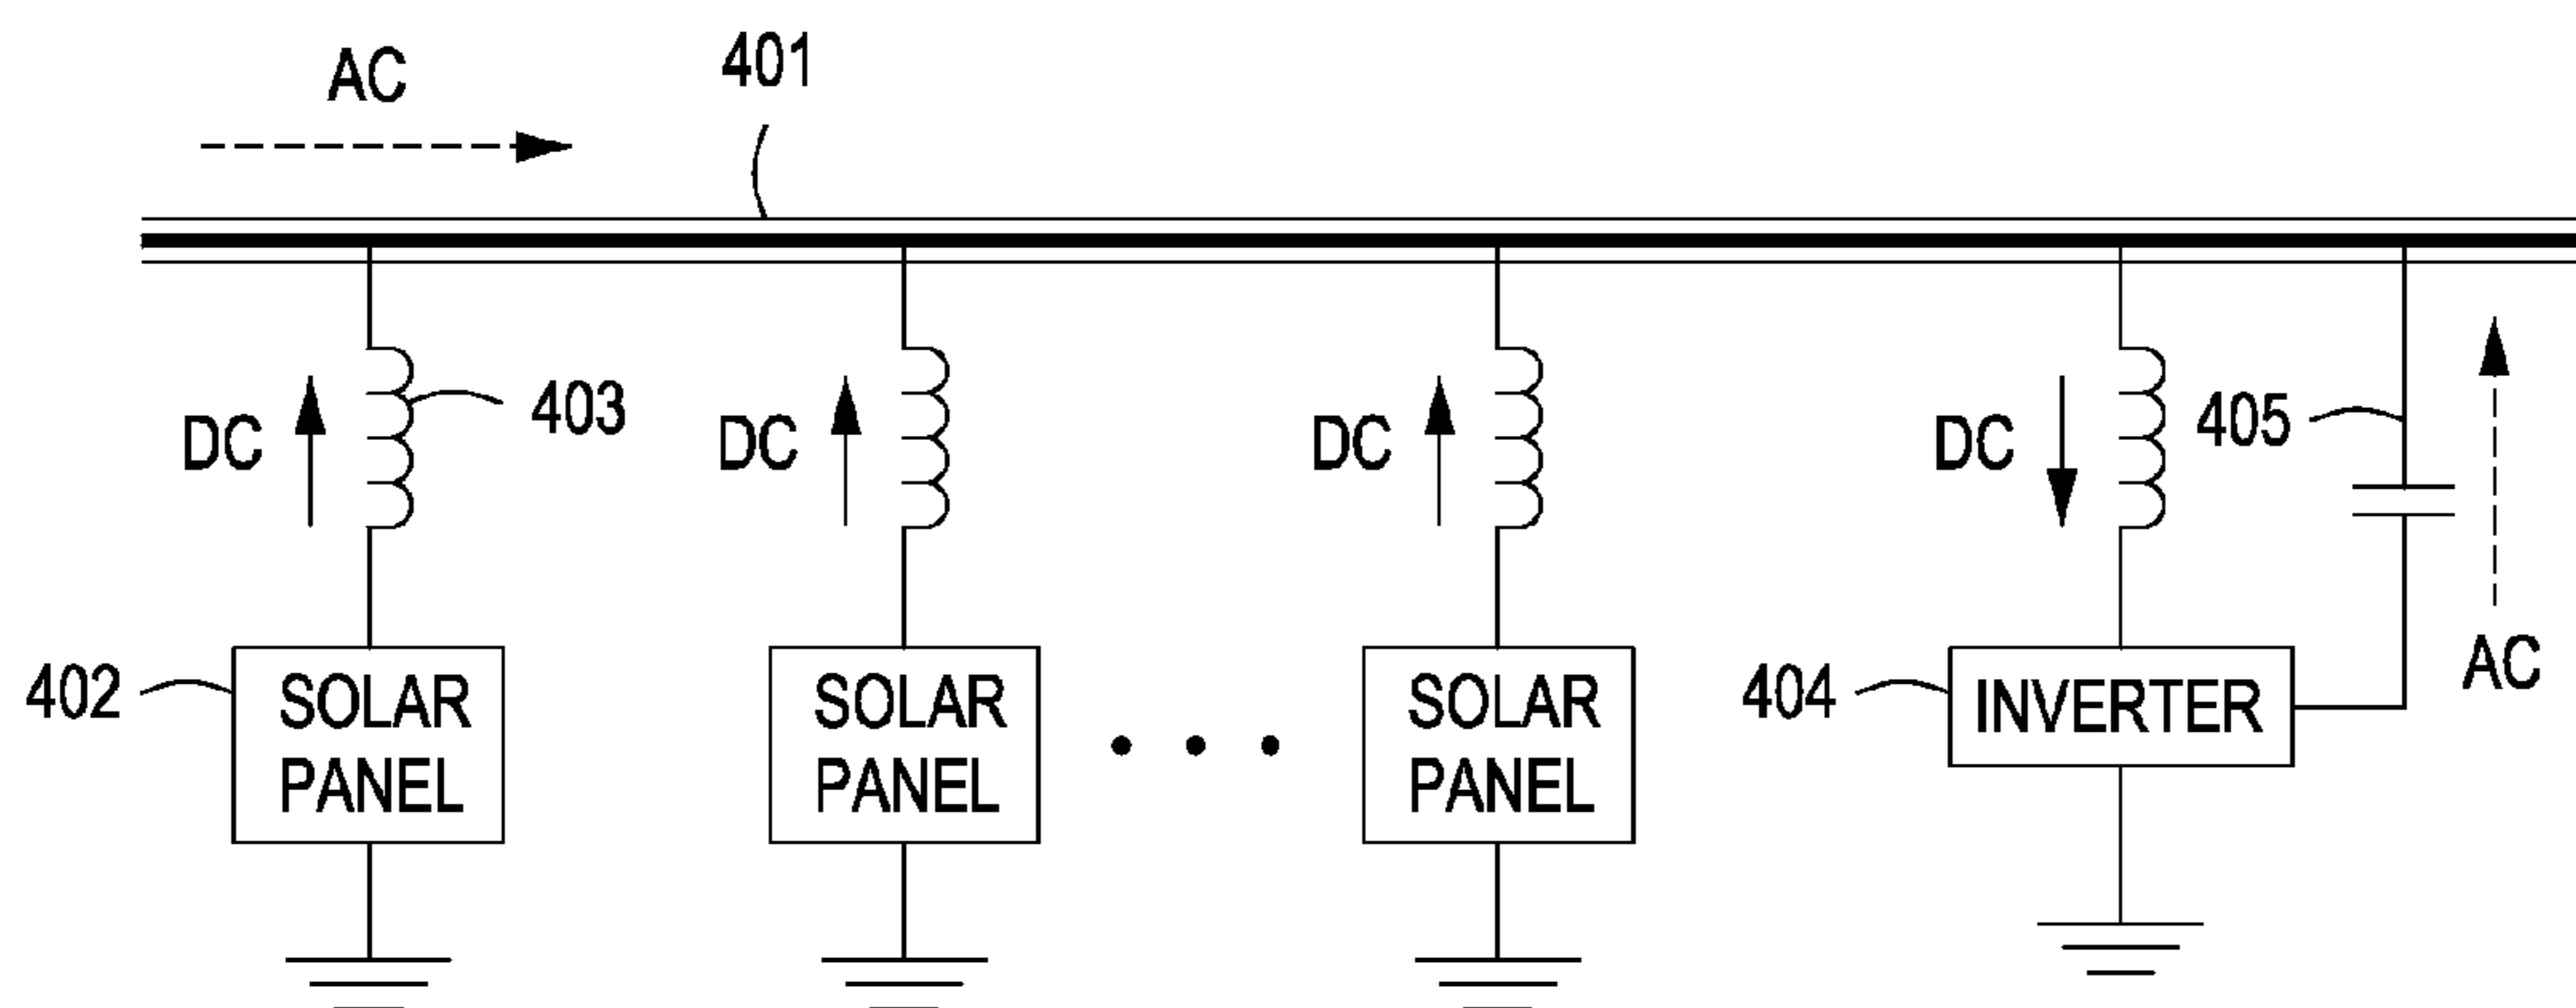 AC
401
DC
403
DC
DC
DC
405
402
SOLAR
PANEL
SOLAR
PANEL
SOLAR
PANEL
404
INVERTER
AC